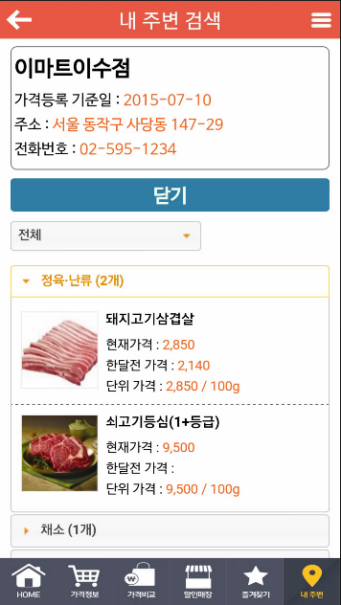 내 주변 검색
이마트이수점
가격등록 기준일 : 2015-07-10
주소 : 서울 동작구 사당동 147-29
전화번호 : 02-595-1234
닫기
전체
정육·난류 (2개)
돼지고기삼겹살
현재가격 : 2,850
한달전 가격 : 2,140
단위 가격 : 2,850 / 100g
쇠고기등심(1+등급)
현재가격 : 9,500
한달전 가격 :
단위 가격 : 9,500 / 100g
채소 (1개)
HOME 가격정보 가격비교 할인매장 즐겨찾기 내 주변